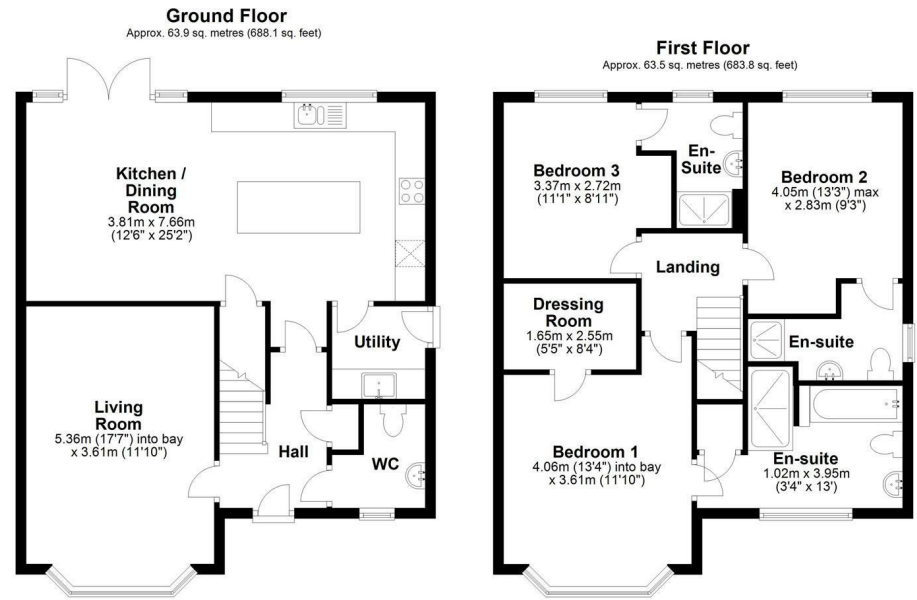 Ground Floor
Approx. 63.9 sq. metres (688.1 sq. feet)
Kitchen /
Dining
Room
3.81m x 7.66m
(12'6" x 25'2")
Utility
Living
Room
5.36m (17'7") into bay
x 3.61m (11'10")
Hall
WC
First Floor
Approx. 63.5 sq. metres (683.8 sq. feet)
Bedroom 3
3.37m x 2.72m
(11'1" x 8'11")
En-
Suite
Bedroom 2
4.05m (13'3") max
x 2.83m (9'3")
Landing
Dressing
Room
1.65m x 2.55m
(5'5" x 8'4")
En-suite
Bedroom 1
4.06m (13'4") into bay
x 3.61m (11'10")
En-suite
1.02m x 3.95m
(3'4" x 13')